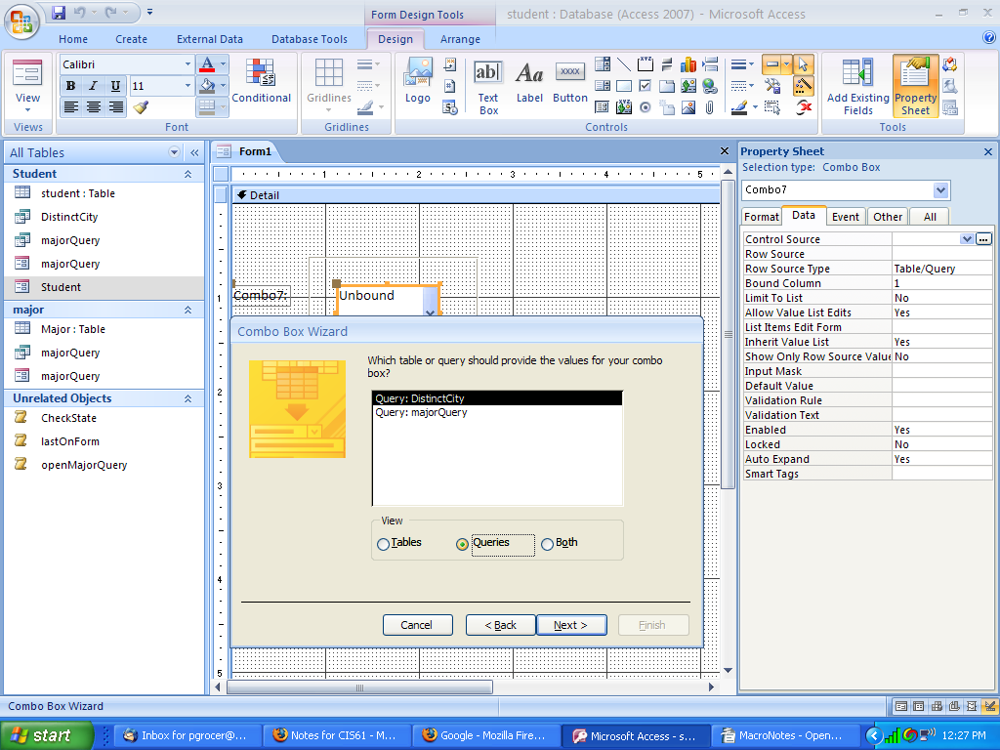 Form Design Tools
student : Database (Access 2007) - Microsoft Access
Home
Create
External Data
Database Tools
Design
Arrange
View
Views
Calibri
B I U
11
Conditional
Font
Gridlines
Gridlines
Logo
ab|
Text Box
Aa
Label
XXXX
Button
Controls
Add Existing Fields
Property Sheet
Tools
All Tables
Student
student : Table
DistinctCity
majorQuery
majorQuery
Student
major
Major : Table
majorQuery
majorQuery
Unrelated Objects
CheckState
lastOnForm
openMajorQuery
Form1
1 2 3 4 5
Detail
1
2
3
4
5
Combo7:
Unbound
Combo Box Wizard
Which table or query should provide the values for your combo
box?
Query: DistinctCity
Query: majorQuery
View
Tables
Queries
Both
Cancel
< Back
Next >
Finish
Property Sheet
Selection type: Combo Box
Combo7
Format
Data
Event
Other
All
Control Source
Row Source
Row Source Type Table/Query
Bound Column 1
Limit To List No
Allow Value List Edits Yes
List Items Edit Form
Inherit Value List Yes
Show Only Row Source Value No
Input Mask
Default Value
Validation Rule
Validation Text
Enabled Yes
Locked No
Auto Expand Yes
Smart Tags
Combo Box Wizard
start
Inbox for pgrocer@...
Notes for CIS61 - M...
Google - Mozilla Fire...
Microsoft Access - s...
MacroNotes - Open...
12:27 PM